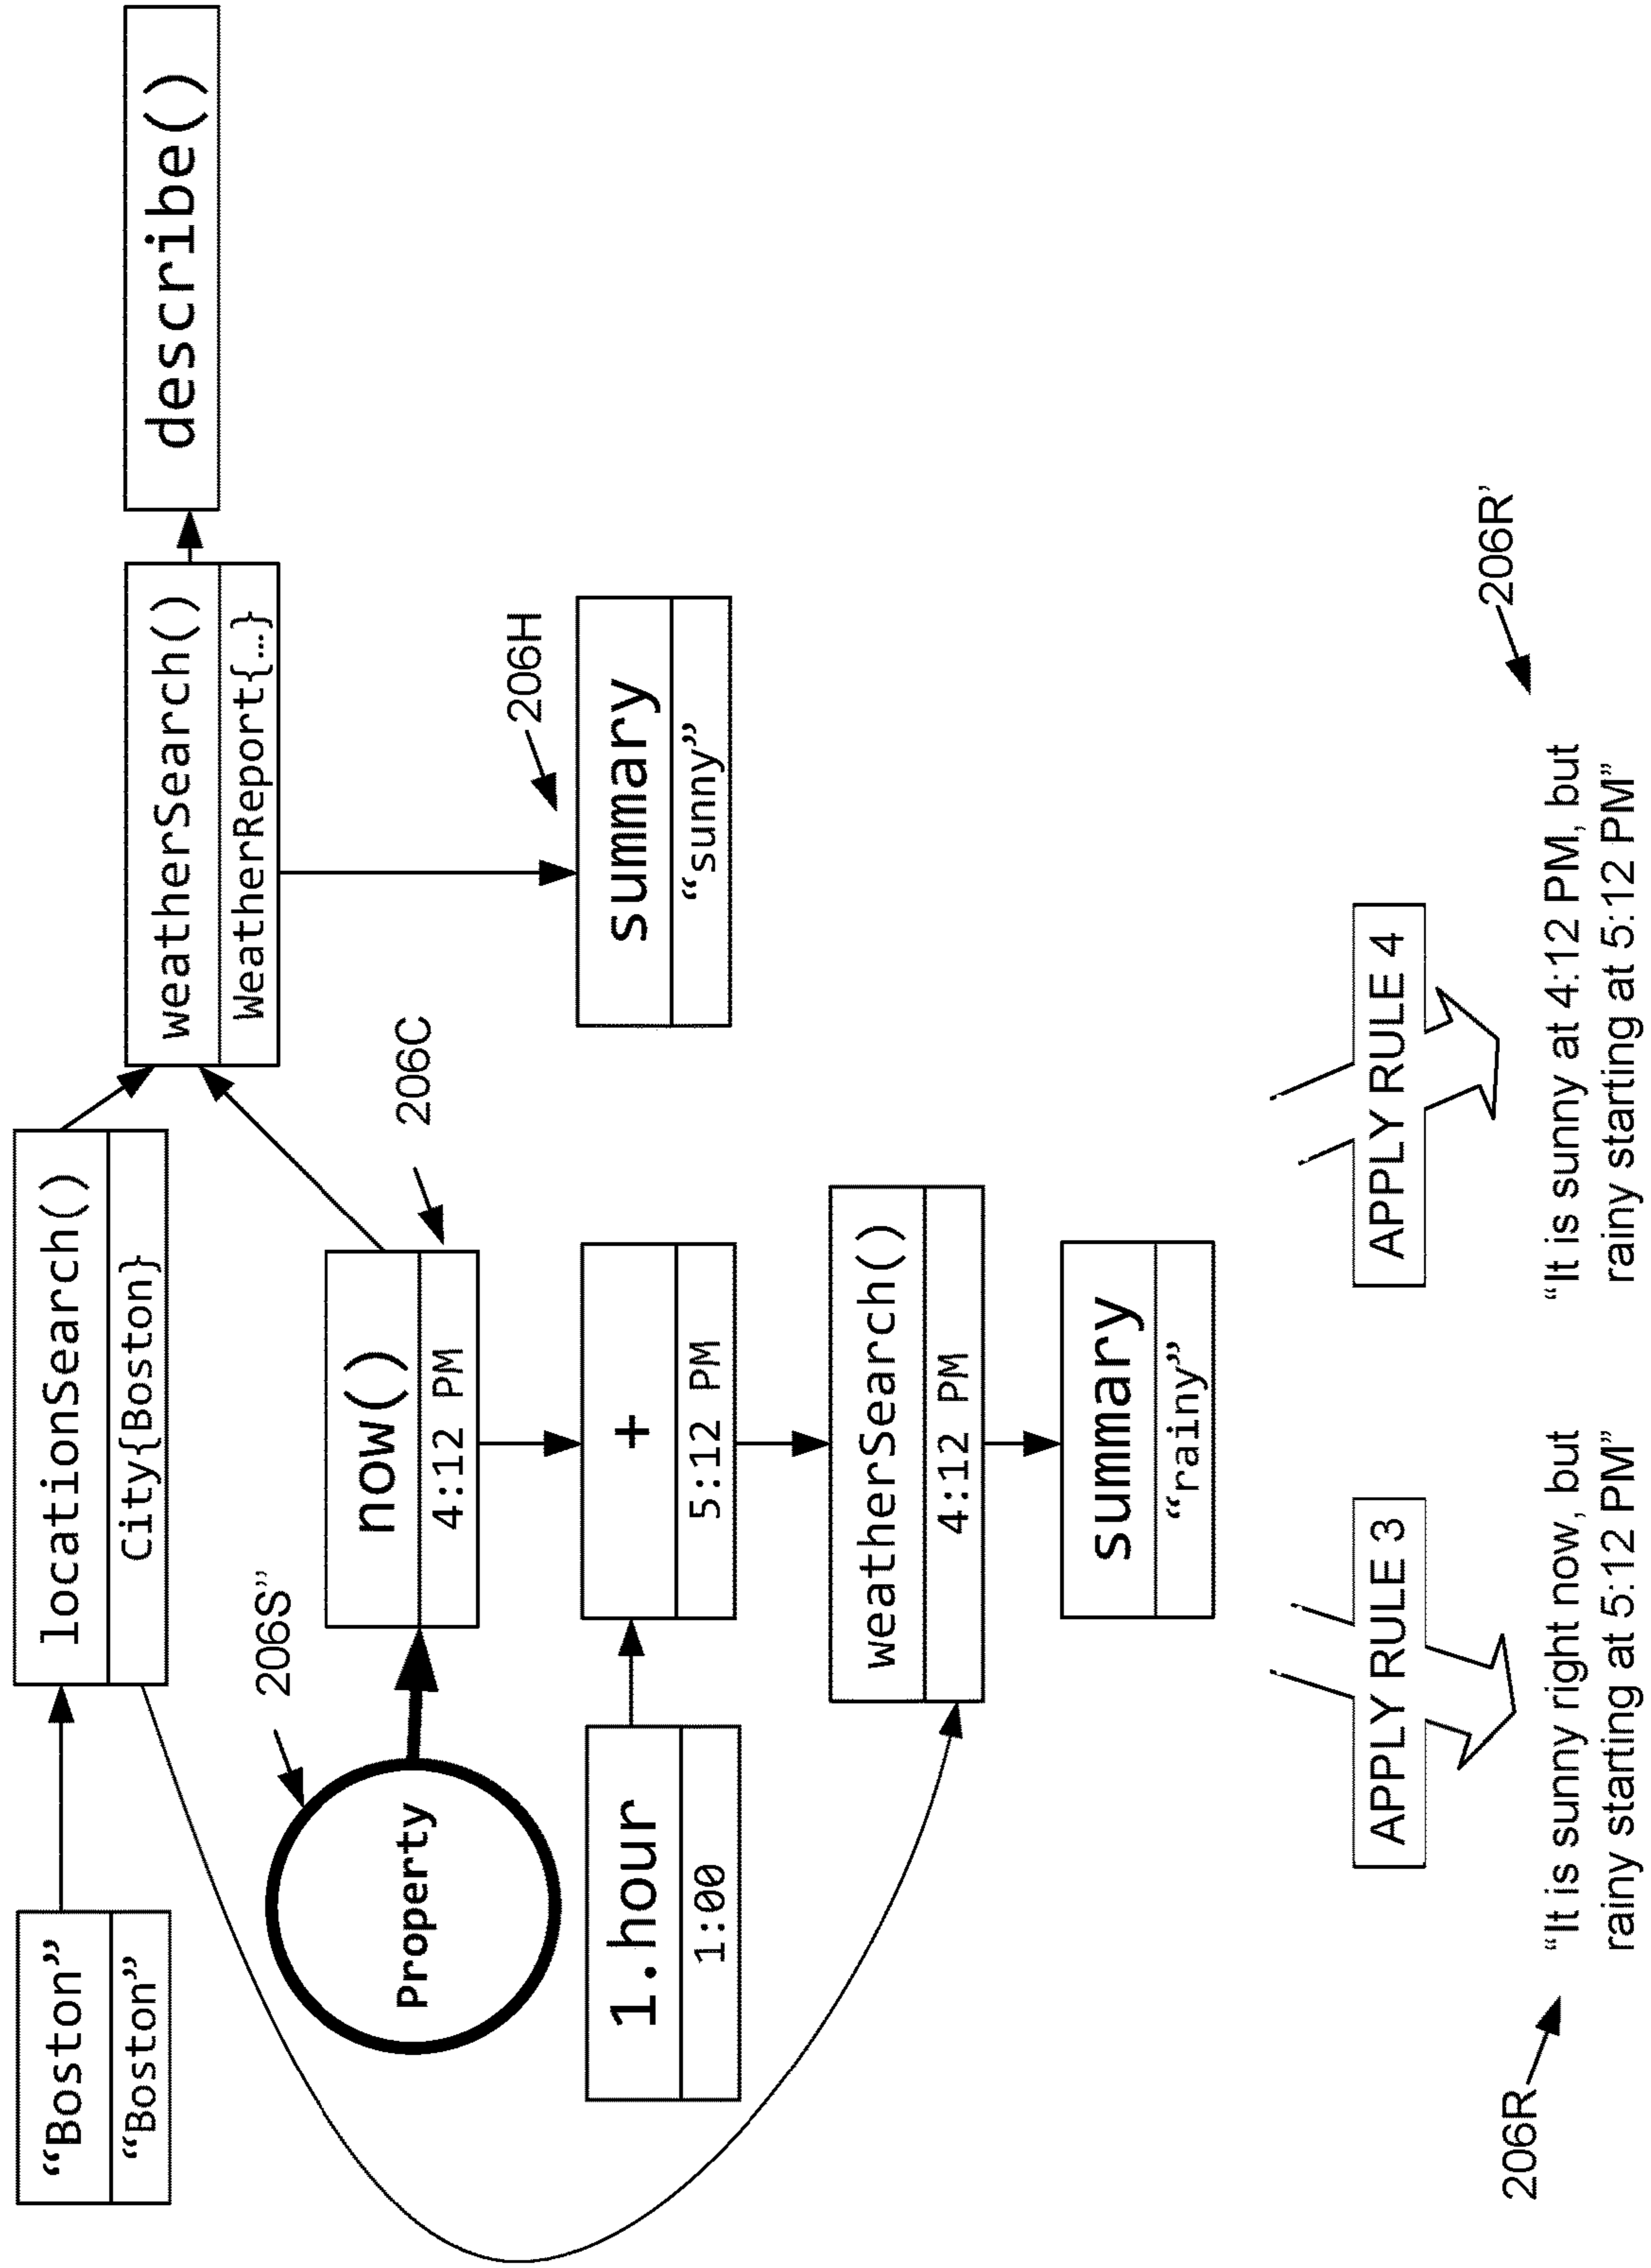 “Boston”
“Boston”
locationSearch()
City{Boston}
weatherSearch()
WeatherReport{…}
describe()
206S”
Property
now()
4:12 PM
206C
206H
summary
“sunny”
1.hour
1:00
+
5:12 PM
weatherSearch()
4:12 PM
summary
“rainy”
APPLY RULE 3
APPLY RULE 4
206R
“It is sunny right now, but
rainy starting at 5:12 PM”
206R’
“It is sunny at 4:12 PM, but
rainy starting at 5:12 PM”